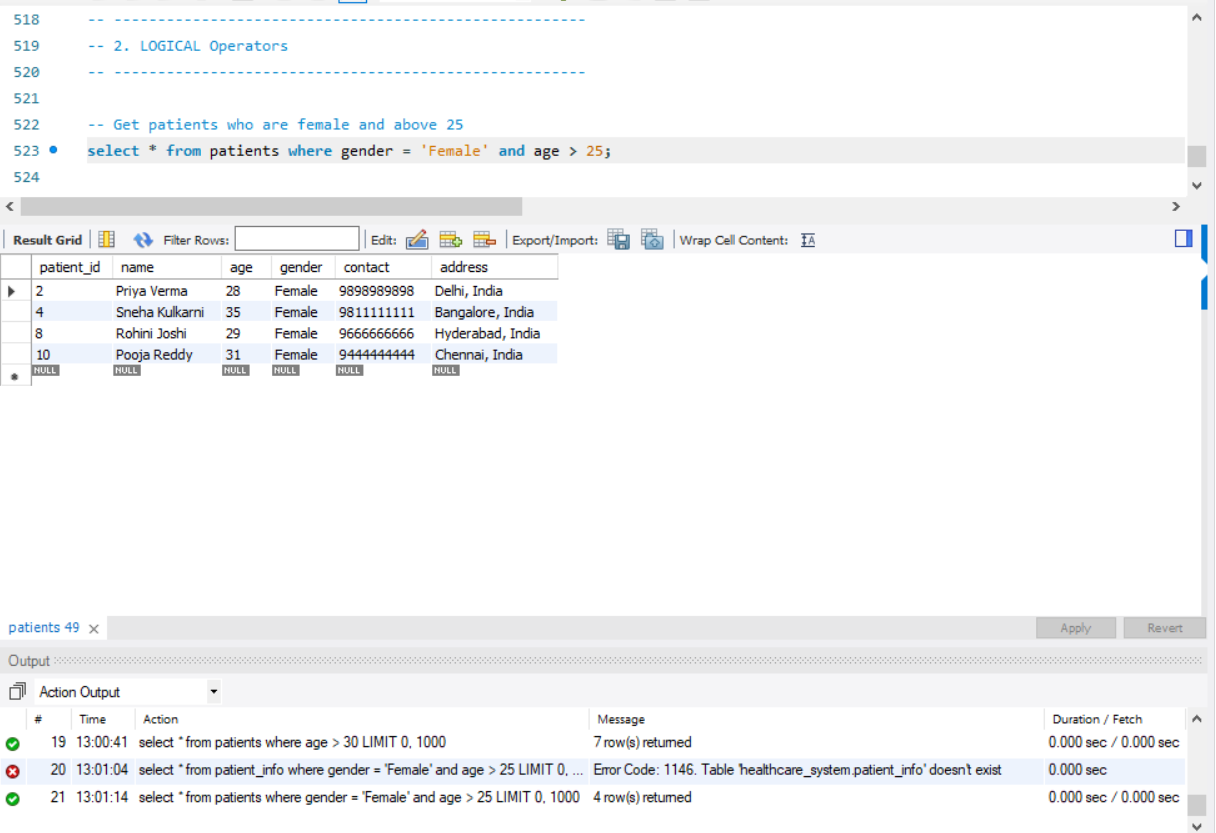 518 -- ------------------------------------------------------
519 -- 2. LOGICAL Operators
520 -- ------------------------------------------------------
521
522 -- Get patients who are female and above 25
523 select * from patients where gender = 'Female' and age > 25;
524
Result Grid Filter Rows: Edit: Export/Import: Wrap Cell Content:
patient_id name age gender contact address
2 Priya Verma 28 Female 9898989898 Delhi, India
4 Sneha Kulkarni 35 Female 9811111111 Bangalore, India
8 Rohini Joshi 29 Female 9666666666 Hyderabad, India
10 Pooja Reddy 31 Female 9444444444 Chennai, India
NULL NULL NULL NULL NULL NULL
patients 49 Apply Revert
Output
Action Output
# Time Action Message Duration / Fetch
19 13:00:41 select * from patients where age > 30 LIMIT 0, 1000 7 row(s) returned 0.000 sec / 0.000 sec
20 13:01:04 select * from patient_info where gender = 'Female' and age > 25 LIMIT 0, ... Error Code: 1146. Table 'healthcare_system.patient_info' doesn't exist 0.000 sec
21 13:01:14 select * from patients where gender = 'Female' and age > 25 LIMIT 0, 1000 4 row(s) returned 0.000 sec / 0.000 sec